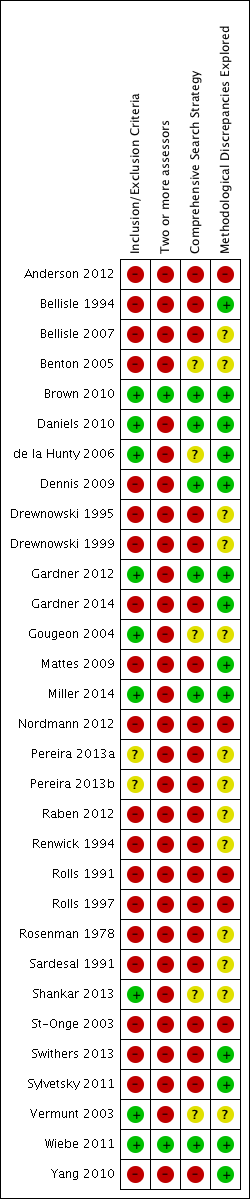 Inclusion/Exclusion Criteria
Two or more assessors
Comprehensive Search Strategy
Methodological Discrepancies Explored
Anderson 2012 - - - -
Bellisle 1994 - - - +
Bellisle 2007 - - - ?
Benton 2005 - - ? ?
Brown 2010 + + + +
Daniels 2010 + - + +
de la Hunty 2006 + - ? +
Dennis 2009 - - + +
Drewnowski 1995 - - - ?
Drewnowski 1999 - - - ?
Gardner 2012 + - + +
Gardner 2014 - - - +
Gougeon 2004 + - ? ?
Mattes 2009 - - - +
Miller 2014 + - + +
Nordmann 2012 - - - -
Pereira 2013a ? - - ?
Pereira 2013b ? - - ?
Raben 2012 - - - ?
Renwick 1994 - - - ?
Rolls 1991 - - - -
Rolls 1997 - - - -
Rosenman 1978 - - - ?
Sardesal 1991 - - - ?
Shankar 2013 + - ? ?
St-Onge 2003 - - - -
Swithers 2013 - - - +
Sylvetsky 2011 - - - +
Vermunt 2003 + - ? ?
Wiebe 2011 + + + +
Yang 2010 - - - +